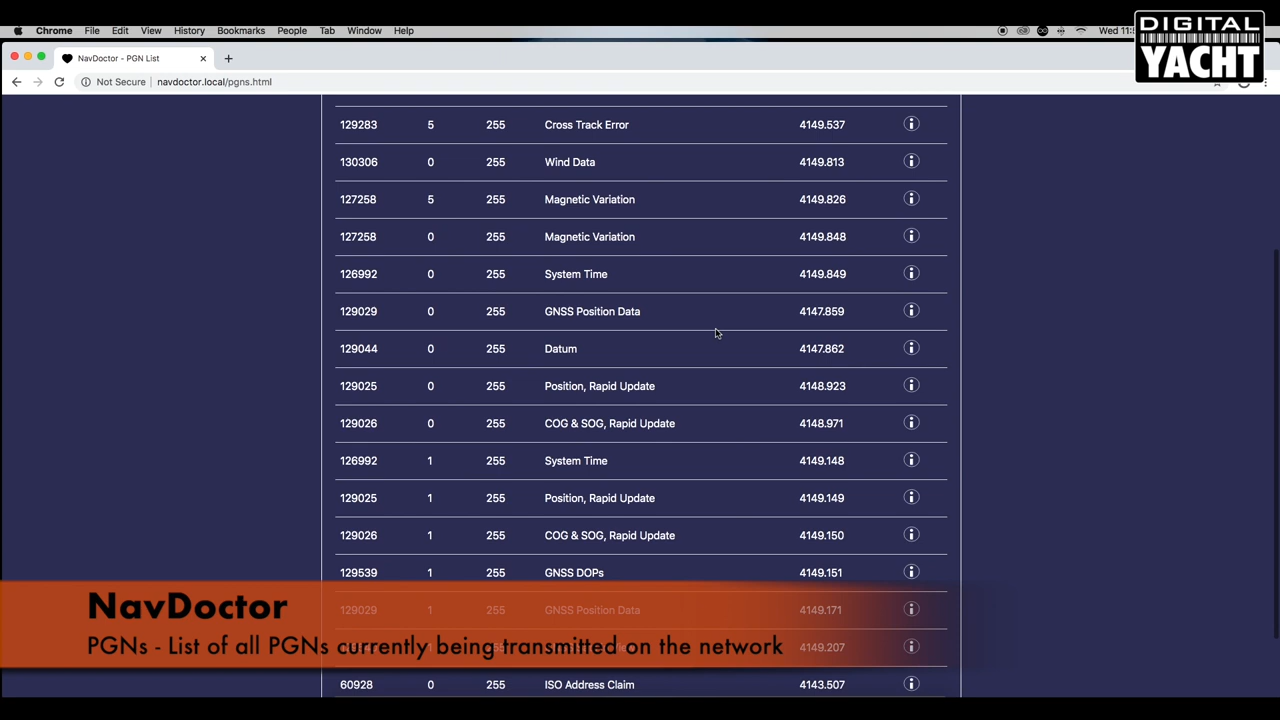 Chrome File Edit View History Bookmarks People Tab Window Help Wed
DIGITAL
YACHT
NavDoctor - PGN List
Not Secure navdoctor.local/pgns.html
129283 5 255 Cross Track Error 4149.537
130306 0 255 Wind Data 4149.813
127258 5 255 Magnetic Variation 4149.826
127258 0 255 Magnetic Variation 4149.848
126992 0 255 System Time 4149.849
129029 0 255 GNSS Position Data 4147.859
129044 0 255 Datum 4147.862
129025 0 255 Position, Rapid Update 4148.923
129026 0 255 COG & SOG, Rapid Update 4148.971
126992 1 255 System Time 4149.148
129025 1 255 Position, Rapid Update 4149.149
129026 1 255 COG & SOG, Rapid Update 4149.150
129539 1 255 GNSS DOPs 4149.151
NavDoctor
129029 1 255 GNSS Position Data 4149.171
PGNs - List of all PGNs currently being transmitted on the network
4149.207
60928 0 255 ISO Address Claim 4143.507